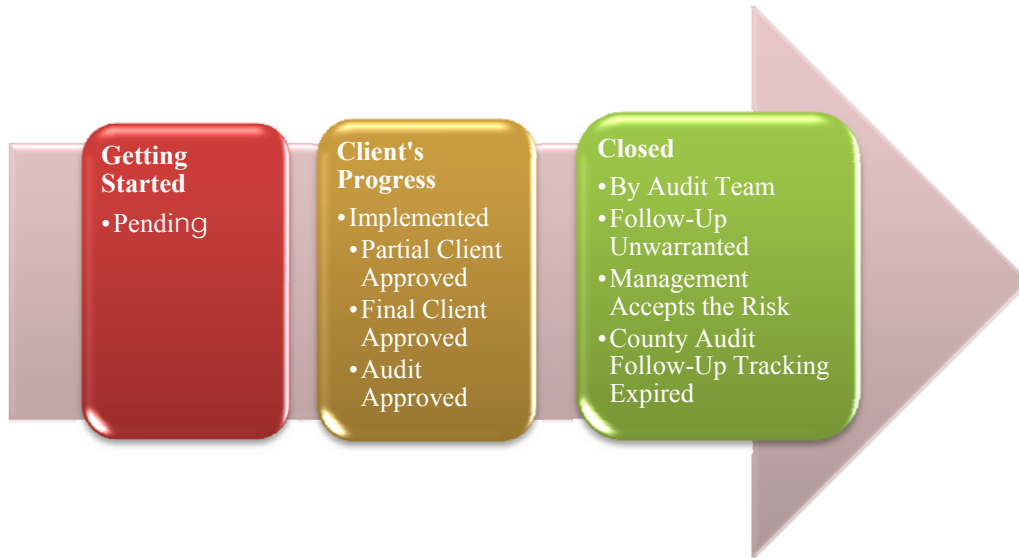 Getting
Started
•Pending
Client's
Progress
•Implemented
•Partial Client
Approved
•Final Client
Approved
•Audit
Approved
Closed
•By Audit Team
•Follow-Up
Unwarranted
•Management
Accepts the Risk
•County Audit
Follow-Up Tracking
Expired